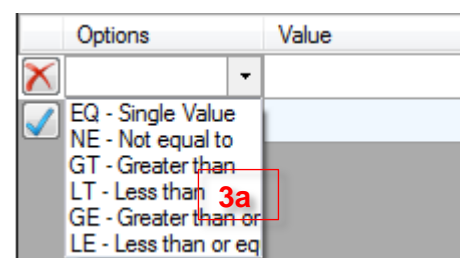 Options Value
EQ - Single Value
NE - Not equal to
GT - Greater than
LT - Less than
3a
GE - Greater than or
LE - Less than or eq